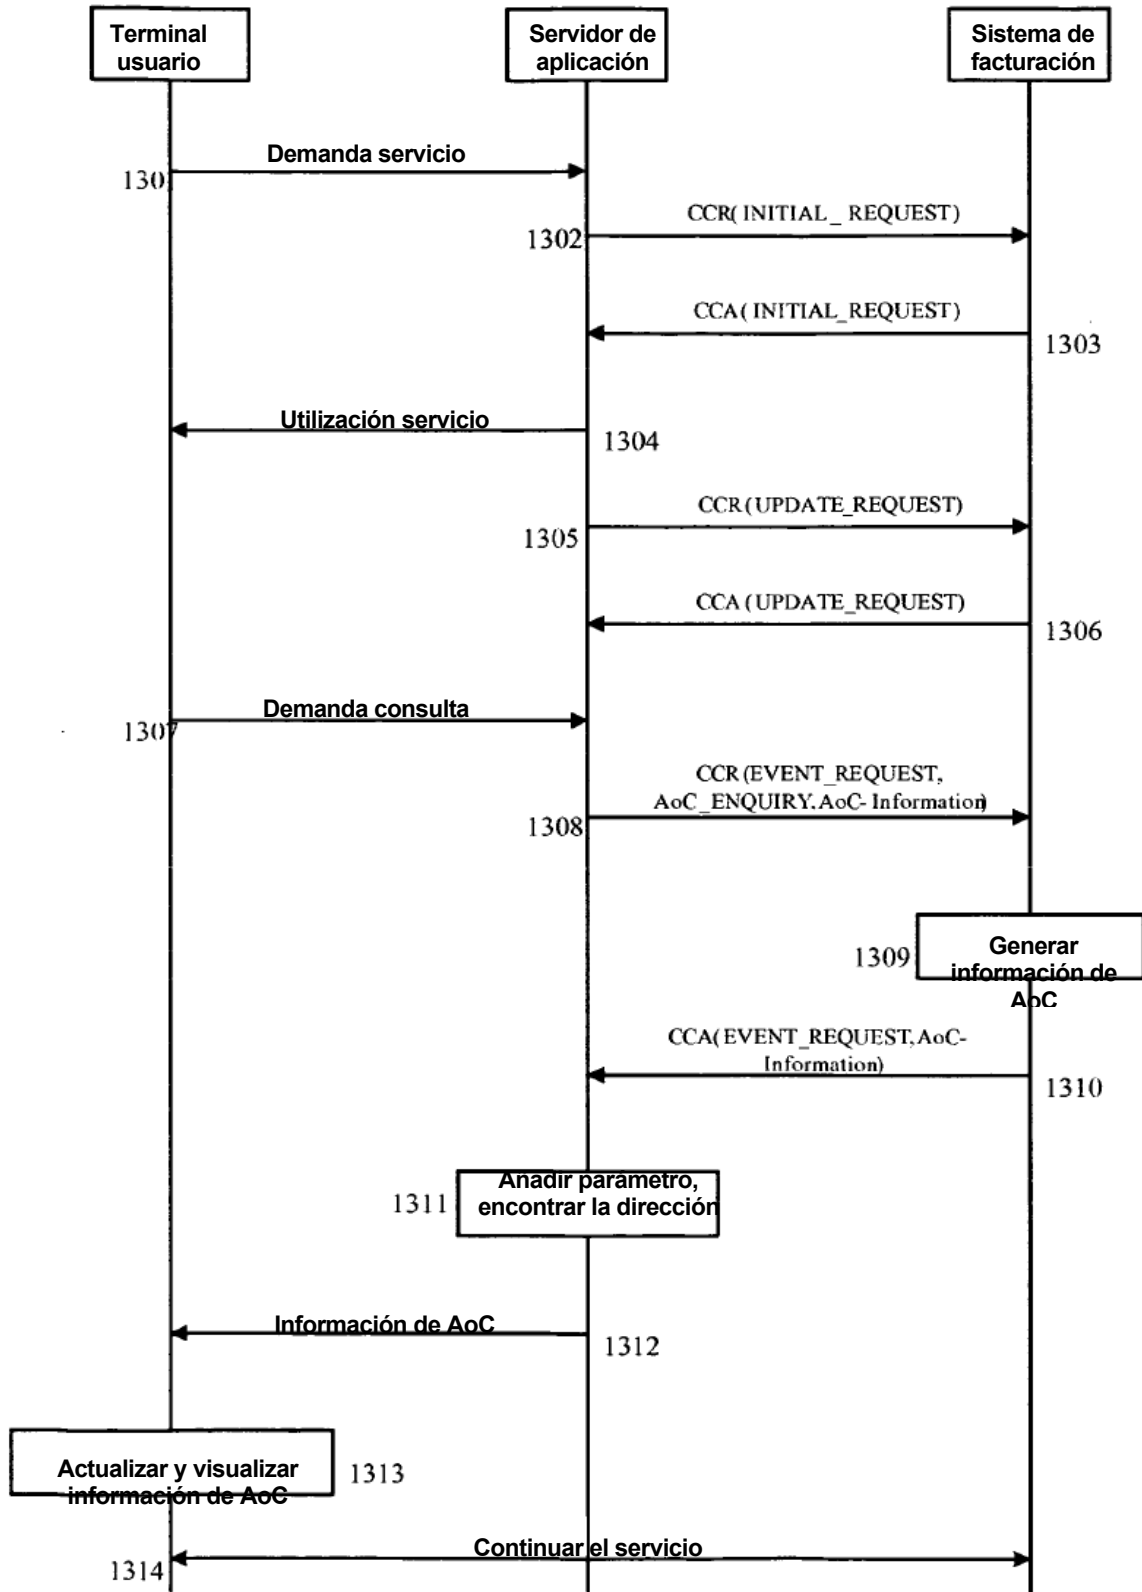 Terminal
usuario
Servidor de
aplicación
Sistema de
facturación
Demanda servicio
130
CCR( INITIAL_ REQUEST)
1302
CCA( INITIAL_REQUEST)
1303
Utilización servicio
1304
CCR(UPDATE_REQUEST)
1305
CCA (UPDATE_REQUEST)
1306
Demanda consulta
1307
CCR(EVENT_REQUEST,
AoC_ENQUIRY,AoC- Information)
1308
Generar
información de
AoC
1309
CCA( EVENT_REQUEST,AoC-
Information)
1310
Añadir parámetro,
encontrar la dirección
1311
Información de AoC
1312
Actualizar y visualizar
información de AoC
1313
Continuar el servicio
1314